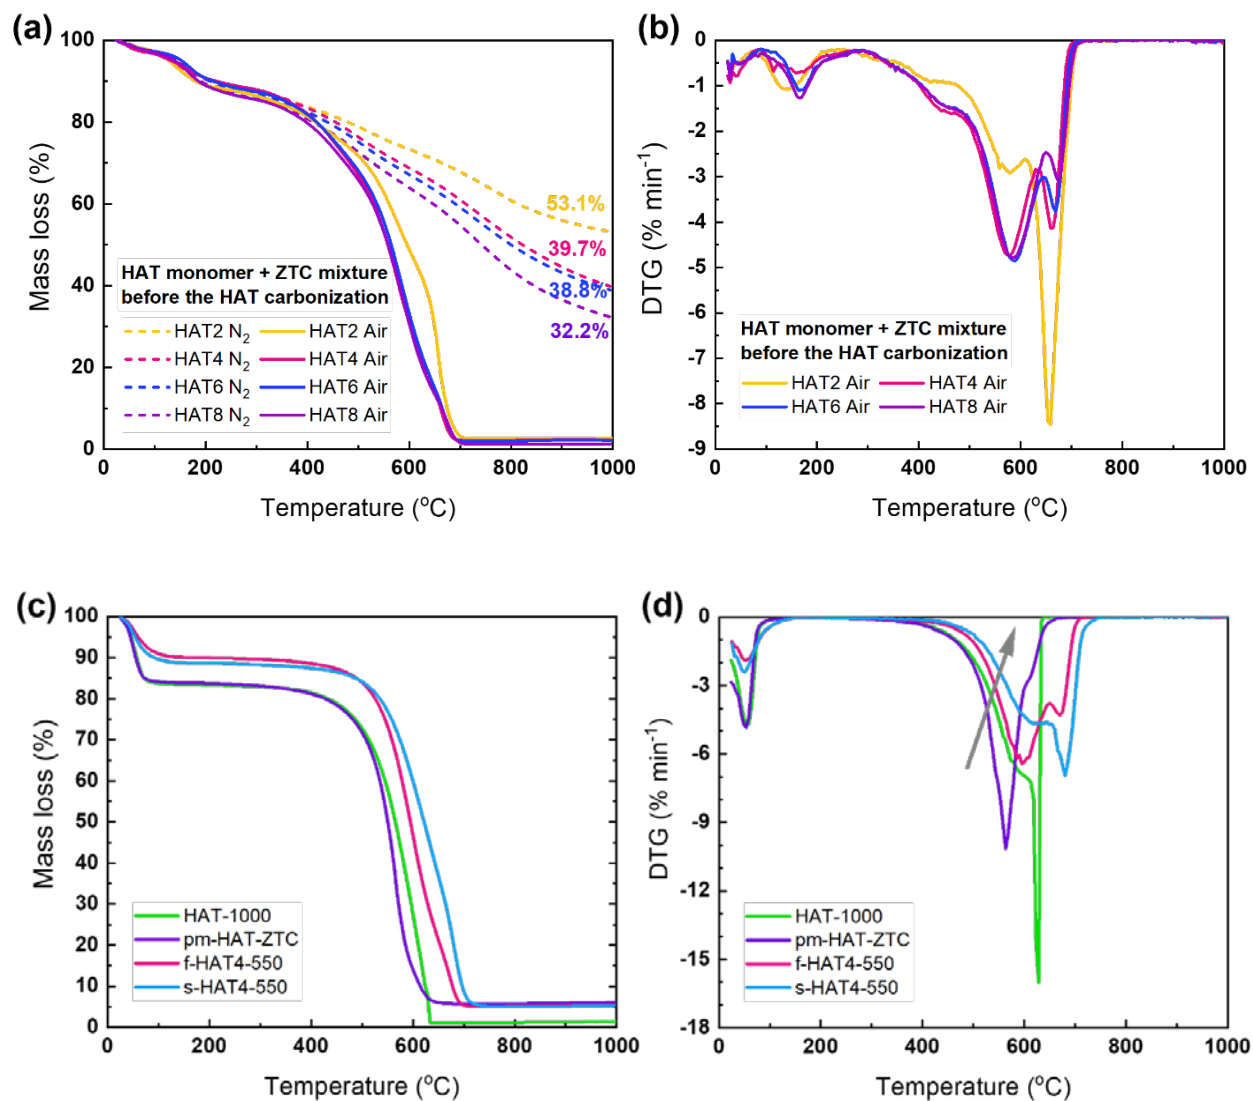 (a)
100
80
60
40
20
0
Mass loss (%)
53.1%
39.7%
38.8%
32.2%
HAT monomer + ZTC mixture
before the HAT carbonization
HAT2 N₂ HAT2 Air
HAT4 N₂ HAT4 Air
HAT6 N₂ HAT6 Air
HAT8 N₂ HAT8 Air
0 200 400 600 800 1000
Temperature (°C)
(b)
0
-1
-2
-3
-4
-5
-6
-7
-8
-9
DTG (% min⁻¹)
HAT monomer + ZTC mixture
before the HAT carbonization
HAT2 Air HAT4 Air
HAT6 Air HAT8 Air
0 200 400 600 800 1000
Temperature (°C)
(c)
100
90
80
70
60
50
40
30
20
10
0
Mass loss (%)
HAT-1000
pm-HAT-ZTC
f-HAT4-550
s-HAT4-550
0 200 400 600 800 1000
Temperature (°C)
(d)
0
-3
-6
-9
-12
-15
-18
DTG (% min⁻¹)
HAT-1000
pm-HAT-ZTC
f-HAT4-550
s-HAT4-550
0 200 400 600 800 1000
Temperature (°C)